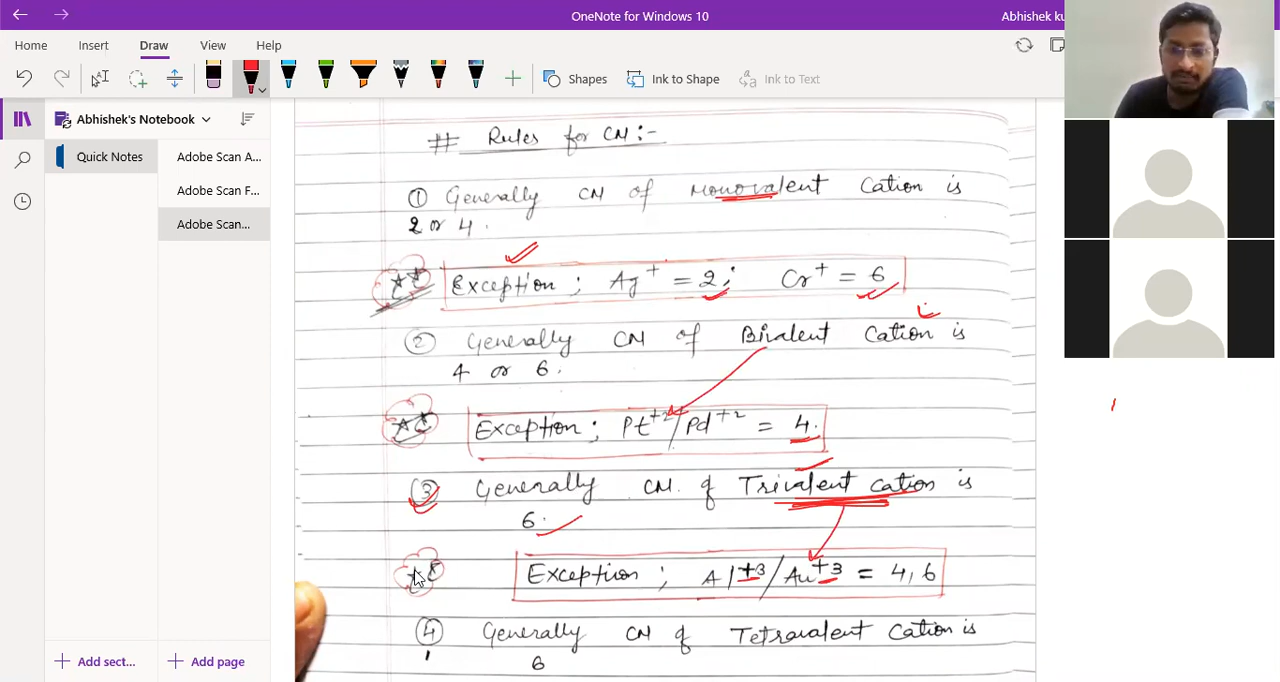 OneNote for Windows 10
Abhishek ku
Home Insert Draw View Help
Shapes Ink to Shape Ink to Text
Abhishek's Notebook
Quick Notes
Adobe Scan A...
Adobe Scan F...
Adobe Scan...
# Rules for CN :-
① Generally CN of Monovalent Cation is
2 or 4.
Exception ; Ag+ = 2 ; Cr+ = 6
② Generally CN of Bivalent Cation is
4 or 6.
Exception ; Pt+2/Pd+2 = 4.
③ Generally CN. of Trivalent cation is
6.
Exception ; Al+3/Au+3 = 4,6
④ Generally CN of Tetravalent Cation is
6
+ Add sect... + Add page